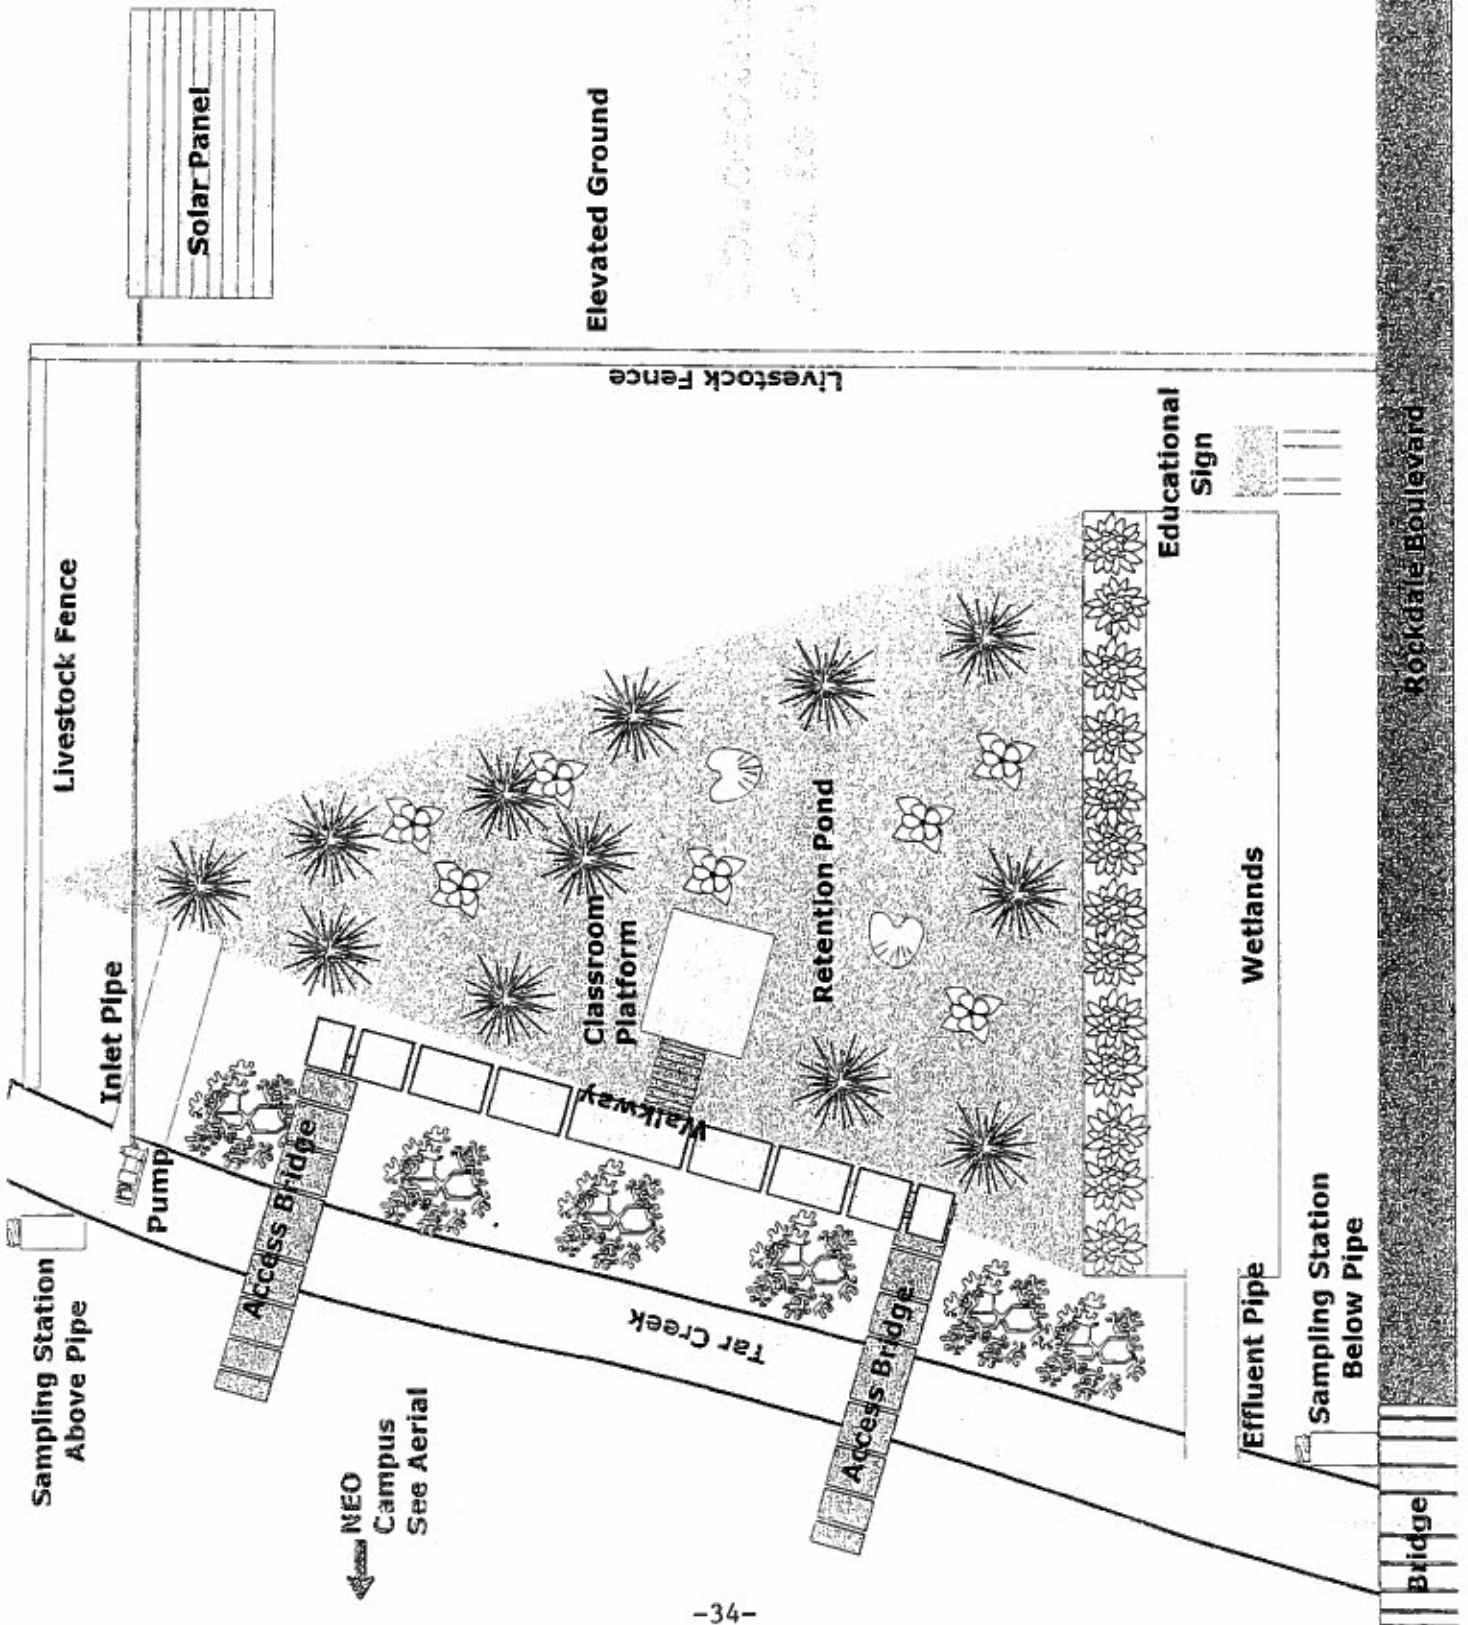 Solar Panel
Elevated Ground
Livestock Fence
Livestock Fence
Educational
Sign
Rockdale Boulevard
Inlet Pipe
Classroom
Platform
Retention Pond
Wetlands
Walkway
Pump
Access Bridge
Sampling Station
Above Pipe
Tar Creek
Access Bridge
Effluent Pipe
Sampling Station
Below Pipe
NEO
Campus
See Aerial
Bridge
-34-